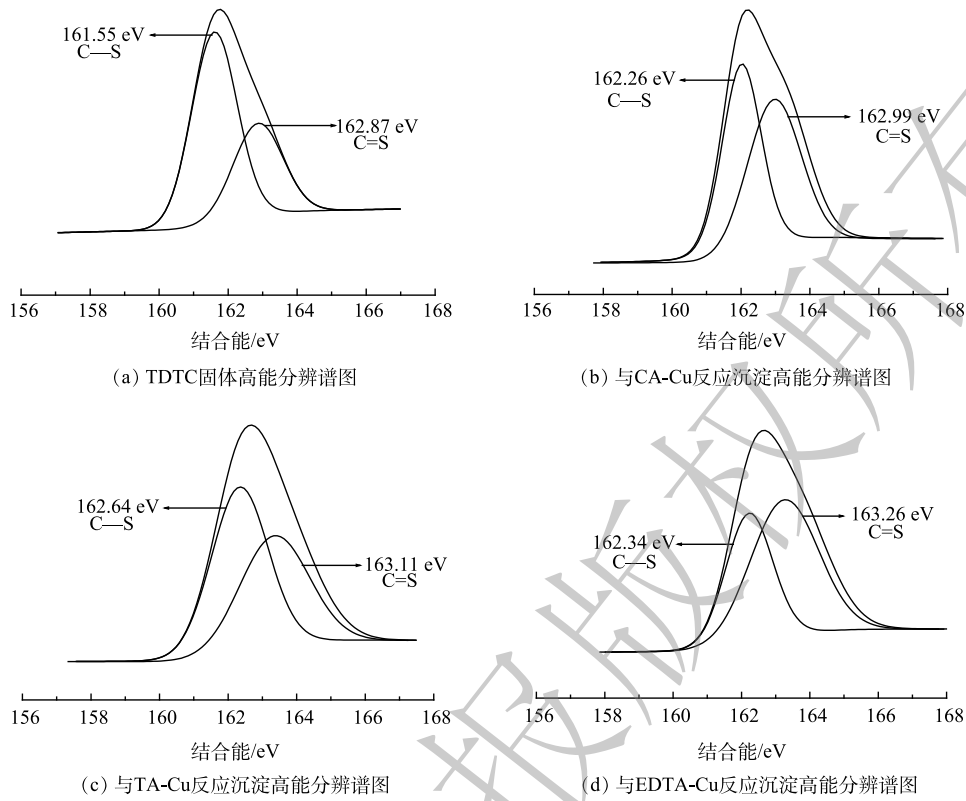 161.55 eV
C—S
162.87 eV
C=S
156 158 160 162 164 166 168
结合能/eV
(a) TDTC固体高能分辨谱图
162.26 eV
C—S
162.99 eV
C=S
156 158 160 162 164 166 168
结合能/eV
(b) 与CA-Cu反应沉淀高能分辨谱图
162.64 eV
C—S
163.11 eV
C=S
156 158 160 162 164 166 168
结合能/eV
(c) 与TA-Cu反应沉淀高能分辨谱图
162.34 eV
C—S
163.26 eV
C=S
156 158 160 162 164 166 168
结合能/eV
(d) 与EDTA-Cu反应沉淀高能分辨谱图
报版权所有